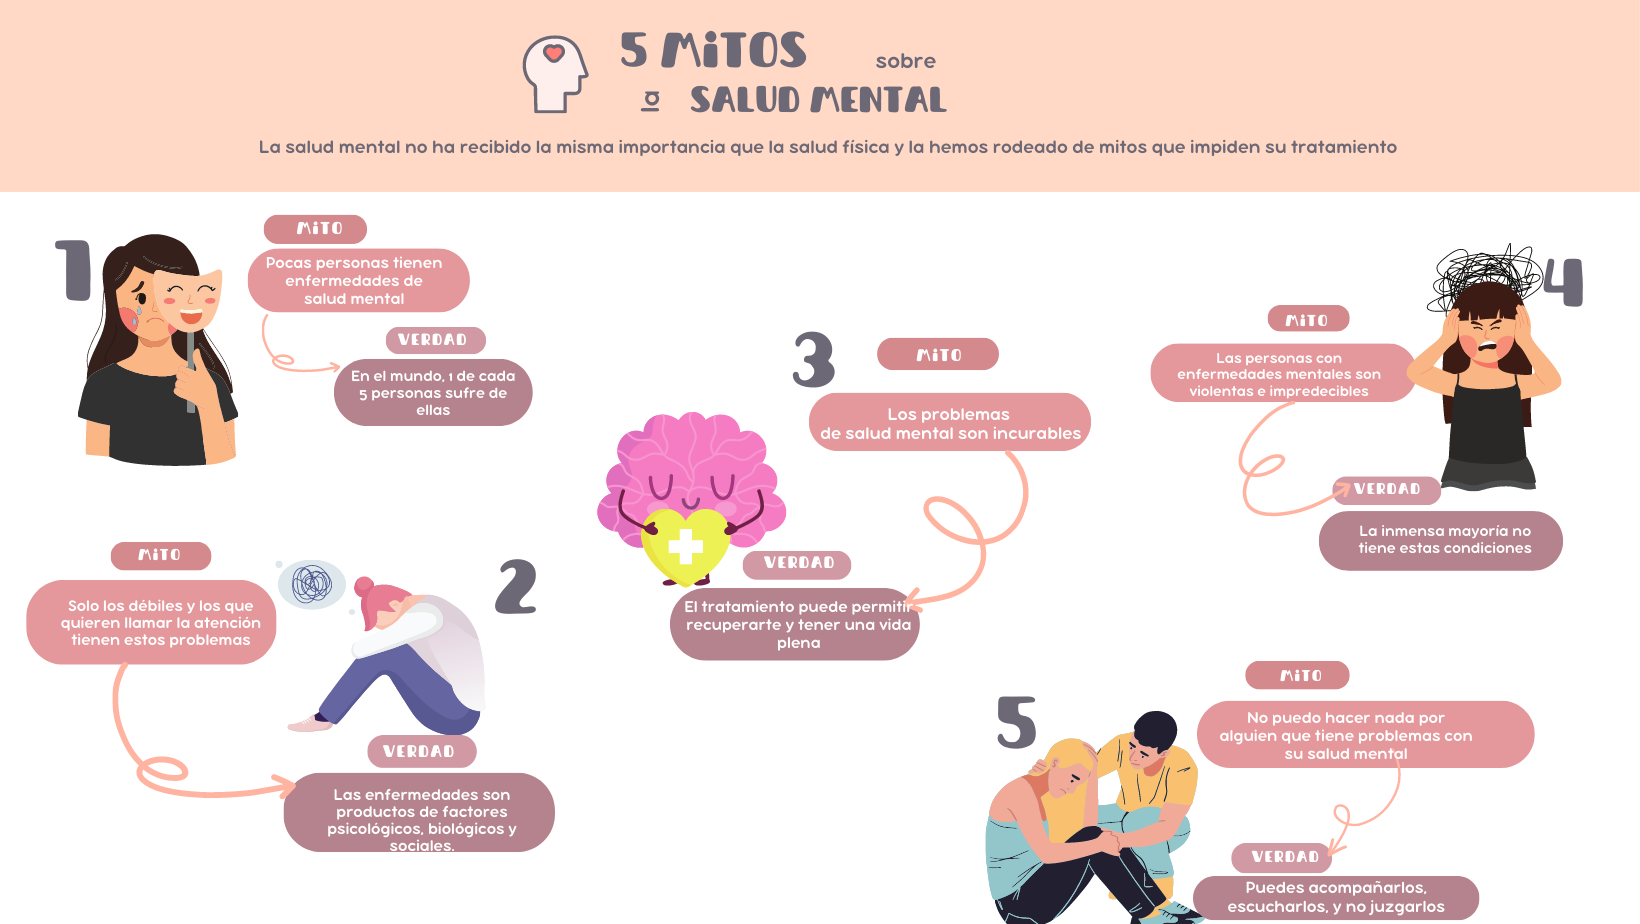 5 MiTOS sobre
la SALUD MENTAL
La salud mental no ha recibido la misma importancia que la salud física y la hemos rodeado de mitos que impiden su tratamiento
1
MiTO
Pocas personas tienen
enfermedades de
salud mental
VERDAD
En el mundo, 1 de cada
5 personas sufre de
ellas
2
MiTO
Solo los débiles y los que
quieren llamar la atención
tienen estos problemas
VERDAD
Las enfermedades son
productos de factores
psicológicos, biológicos y
sociales.
3
MiTO
Los problemas
de salud mental son incurables
VERDAD
El tratamiento puede permitir
recuperarte y tener una vida
plena
4
MiTO
Las personas con
enfermedades mentales son
violentas e impredecibles
VERDAD
La inmensa mayoría no
tiene estas condiciones
5
MiTO
No puedo hacer nada por
alguien que tiene problemas con
su salud mental
VERDAD
Puedes acompañarlos,
escucharlos, y no juzgarlos